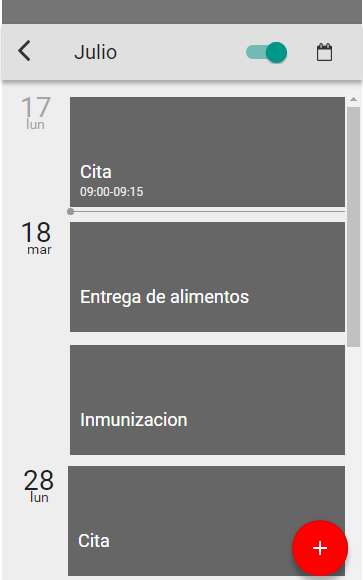 Julio
17
lun
Cita
09:00-09:15
18
mar
Entrega de alimentos
Inmunizacion
28
lun
Cita
+